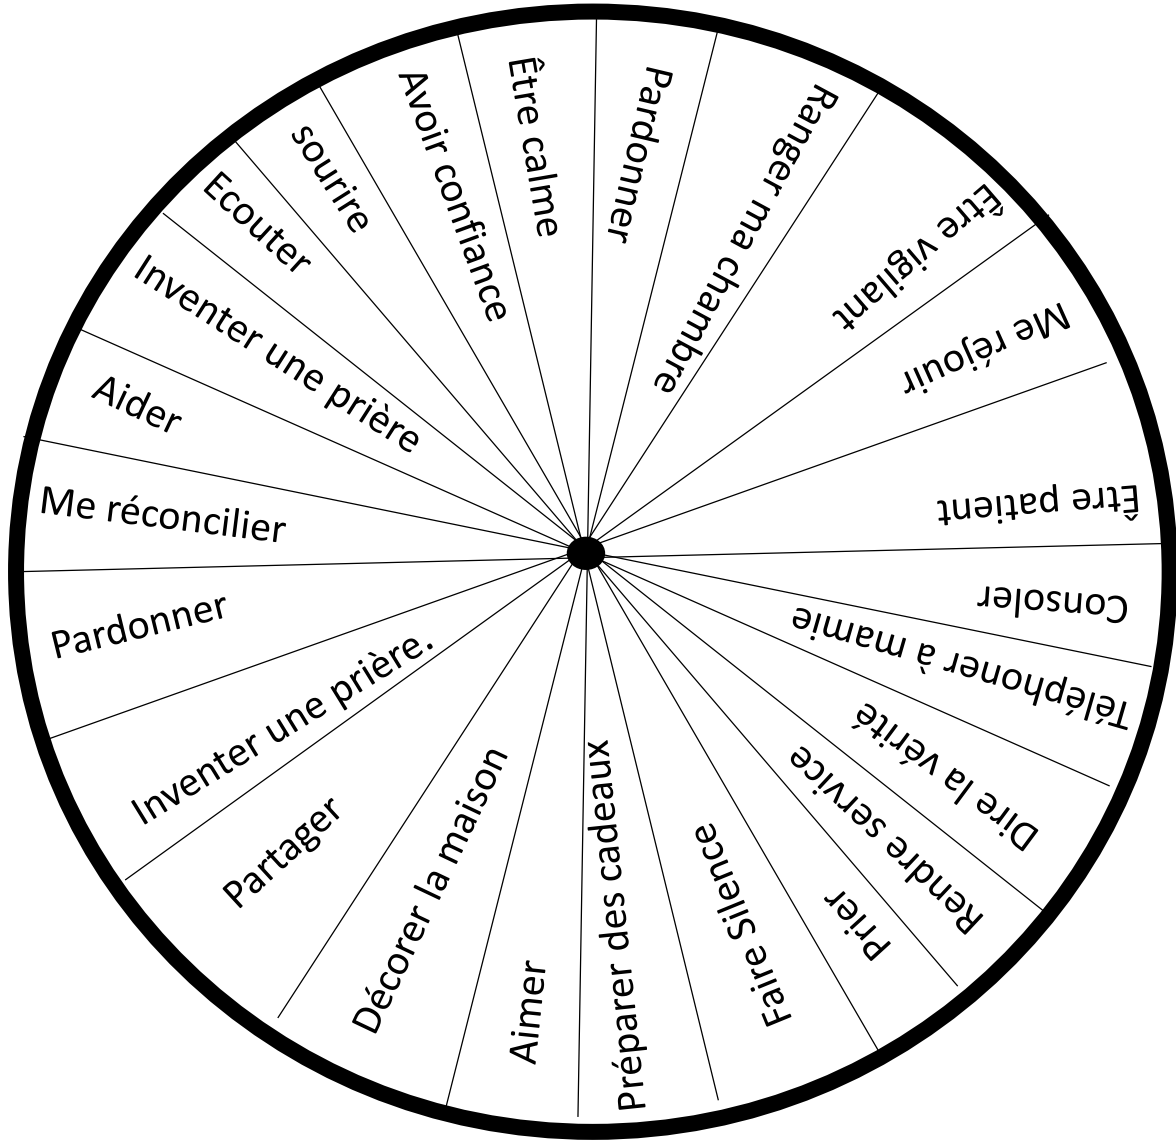 Pardonner
Ranger ma chambre
Être vigilant
Me réjouir
Être patient
Consoler
Téléphoner à mamie
Dire la vérité
Rendre service
Prier
Faire Silence
Préparer des cadeaux
Aimer
Décorer la maison
Partager
Inventer une prière.
Pardonner
Me réconcilier
Aider
Inventer une prière
Ecouter
sourire
Avoir confiance
Être calme